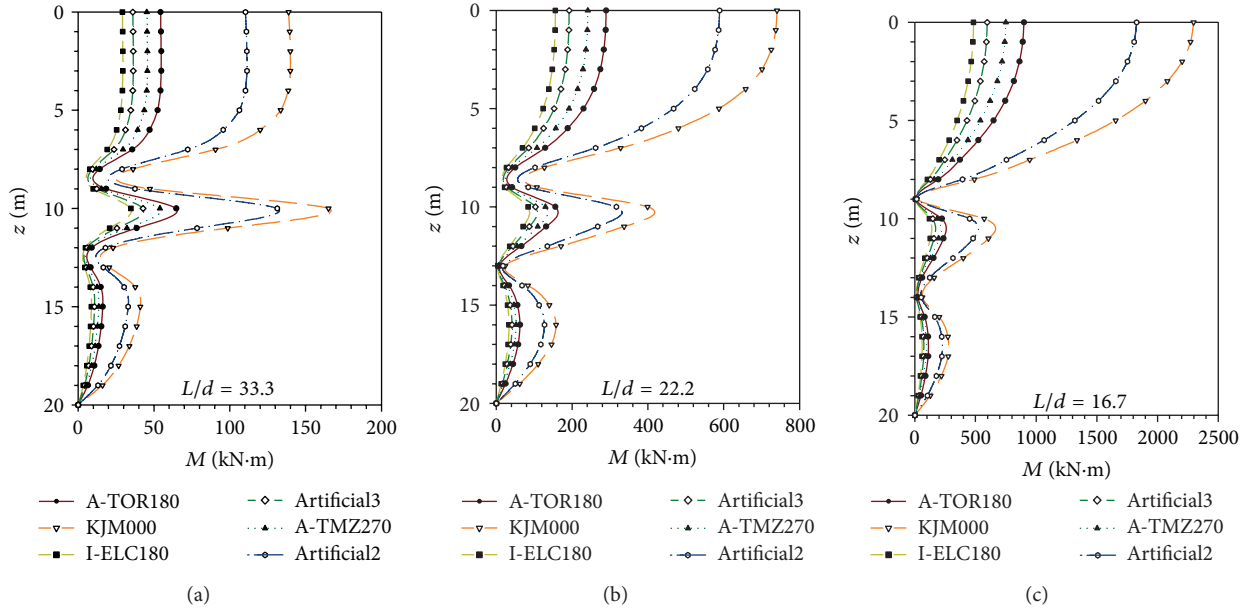 0
5
10
15
20
z (m)
L/d = 33.3
0 50 100 150 200
M (kN·m)
A-TOR180 Artificial3
KJM000 A-TMZ270
I-ELC180 Artificial2
(a)
0
5
10
15
20
z (m)
L/d = 22.2
0 200 400 600 800
M (kN·m)
A-TOR180 Artificial3
KJM000 A-TMZ270
I-ELC180 Artificial2
(b)
0
5
10
15
20
z (m)
L/d = 16.7
0 500 1000 1500 2000 2500
M (kN·m)
A-TOR180 Artificial3
KJM000 A-TMZ270
I-ELC180 Artificial2
(c)